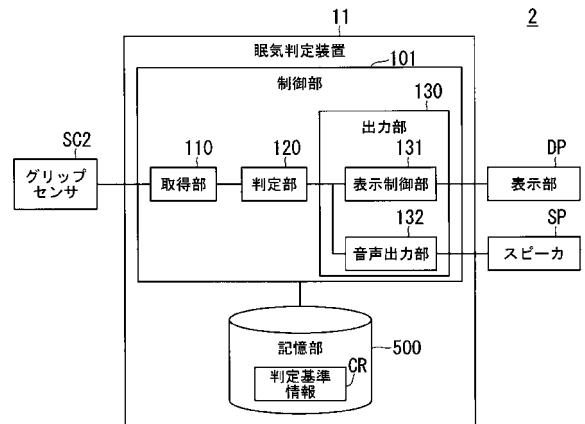 2
11
眠気判定装置
101
制御部
130
出力部
SC2
グリップ
センサ
110
取得部
120
判定部
131
表示制御部
DP
表示部
132
音声出力部
SP
スピーカ
記憶部
500
判定基準
情報
CR